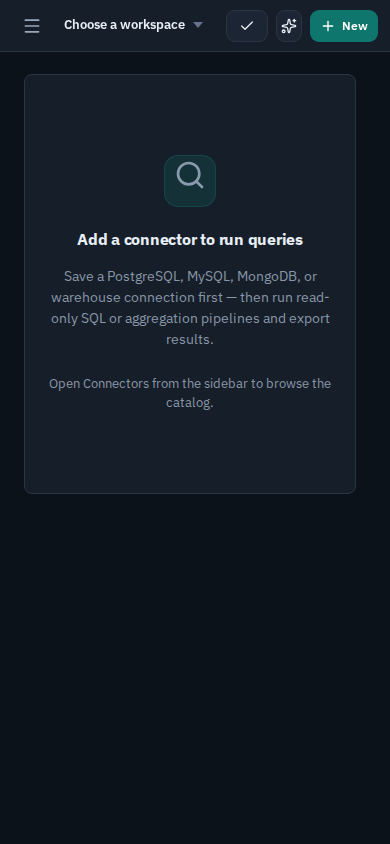 Choose a workspace
New
Add a connector to run queries
Save a PostgreSQL, MySQL, MongoDB, or
warehouse connection first — then run read-
only SQL or aggregation pipelines and export
results.
Open Connectors from the sidebar to browse the
catalog.